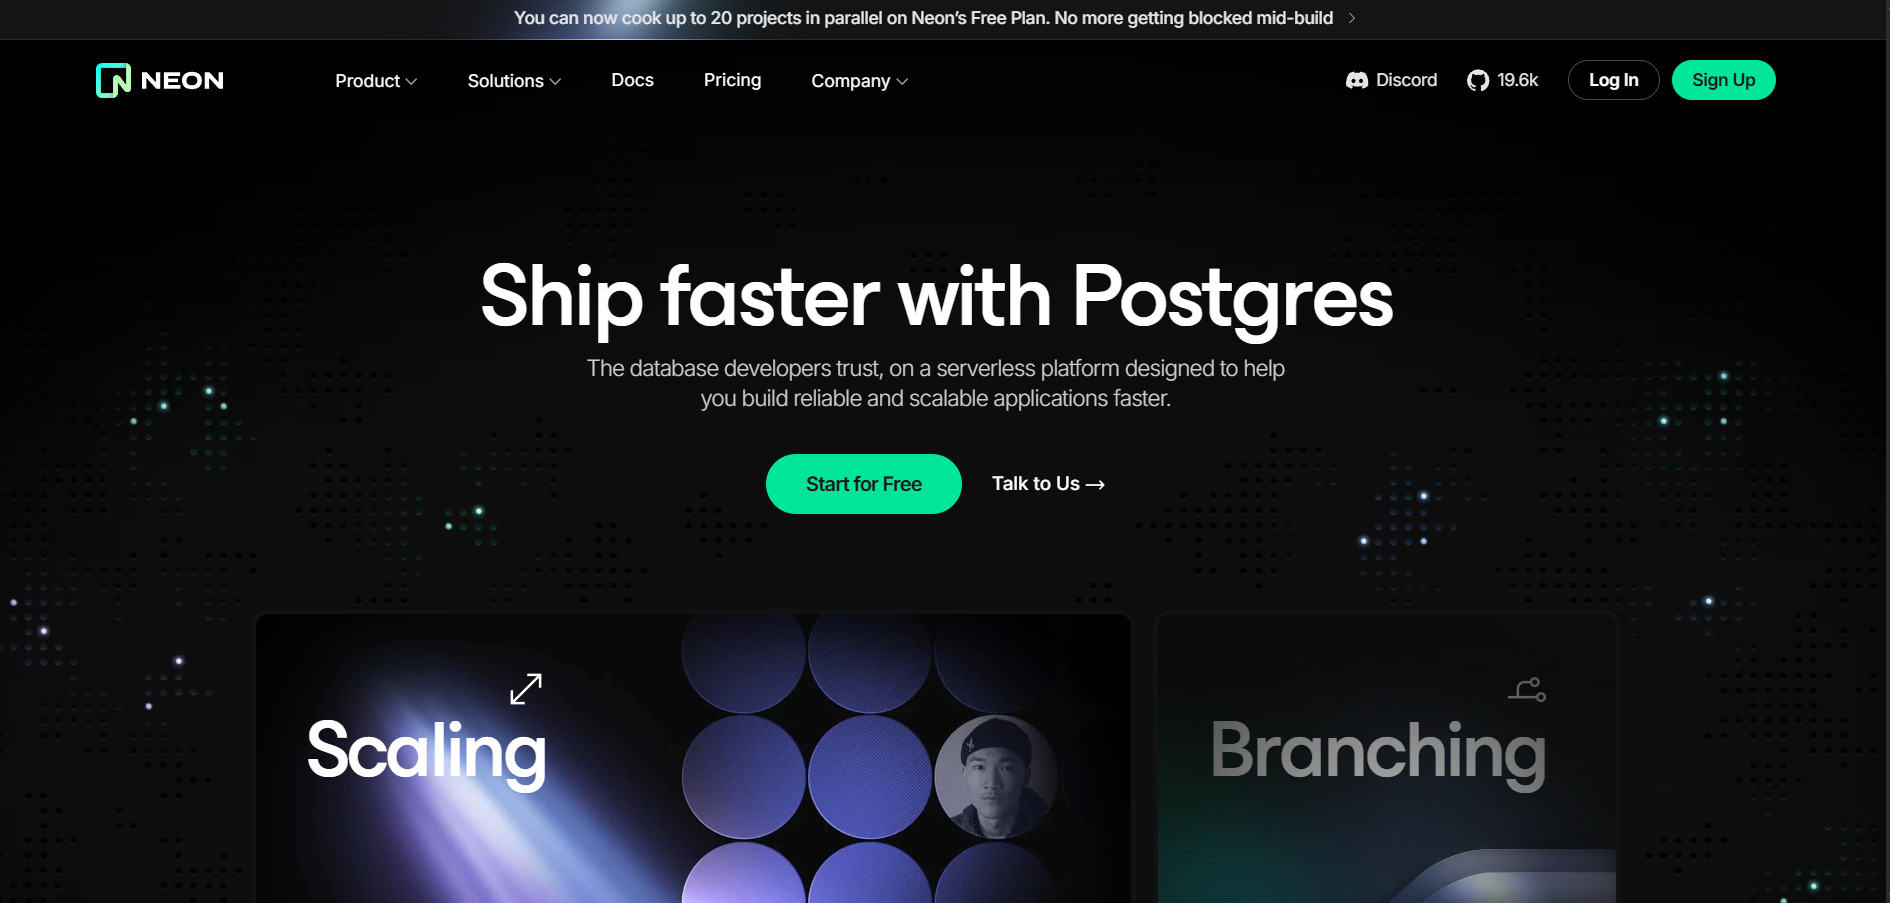 You can now cook up to 20 projects in parallel on Neon’s Free Plan. No more getting blocked mid-build
NEON
Product
Solutions
Docs
Pricing
Company
Discord
19.6k
Log In
Sign Up
Ship faster with Postgres
The database developers trust, on a serverless platform designed to help
you build reliable and scalable applications faster.
Start for Free
Talk to Us →
Scaling
Branching